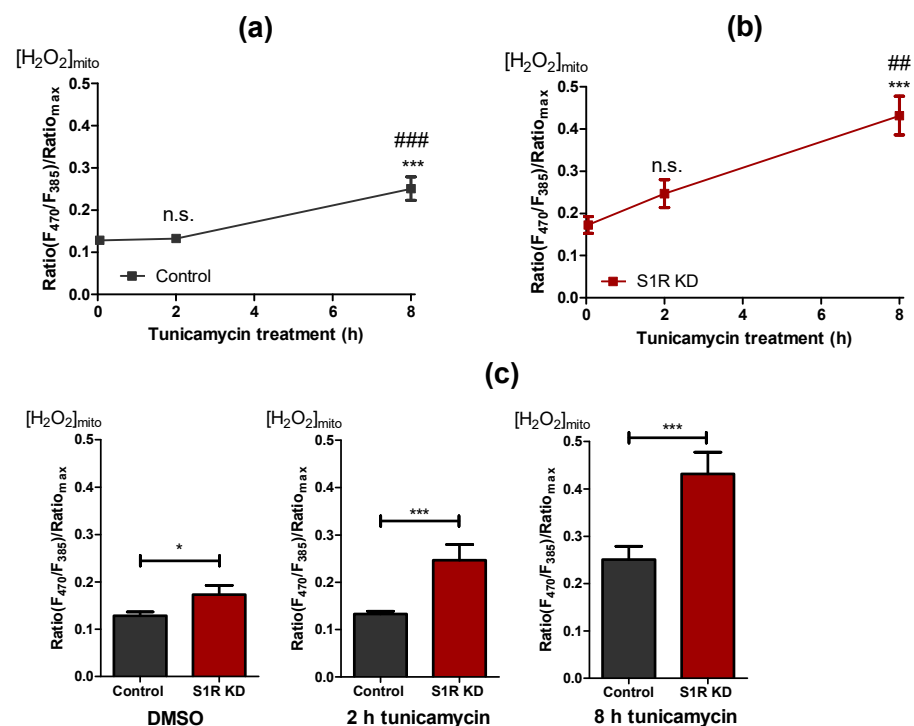 (a)
[H₂O₂]mito
Ratio(F₄₇₀/F₃₈₅)/Ratiomax
0.5
0.4
0.3
0.2
0.1
0.0
###
***
n.s.
Control
0 2 4 6 8
Tunicamycin treatment (h)
(b)
[H₂O₂]mito
Ratio(F₄₇₀/F₃₈₅)/Ratiomax
0.5
0.4
0.3
0.2
0.1
0.0
##
***
n.s.
S1R KD
0 2 4 6 8
Tunicamycin treatment (h)
(c)
[H₂O₂]mito
Ratio(F₄₇₀/F₃₈₅)/Ratiomax
0.5
0.4
0.3
0.2
0.1
0.0
*
Control S1R KD
DMSO
[H₂O₂]mito
Ratio(F₄₇₀/F₃₈₅)/Ratiomax
0.5
0.4
0.3
0.2
0.1
0.0
***
Control S1R KD
2 h tunicamycin
[H₂O₂]mito
Ratio(F₄₇₀/F₃₈₅)/Ratiomax
0.5
0.4
0.3
0.2
0.1
0.0
***
Control S1R KD
8 h tunicamycin